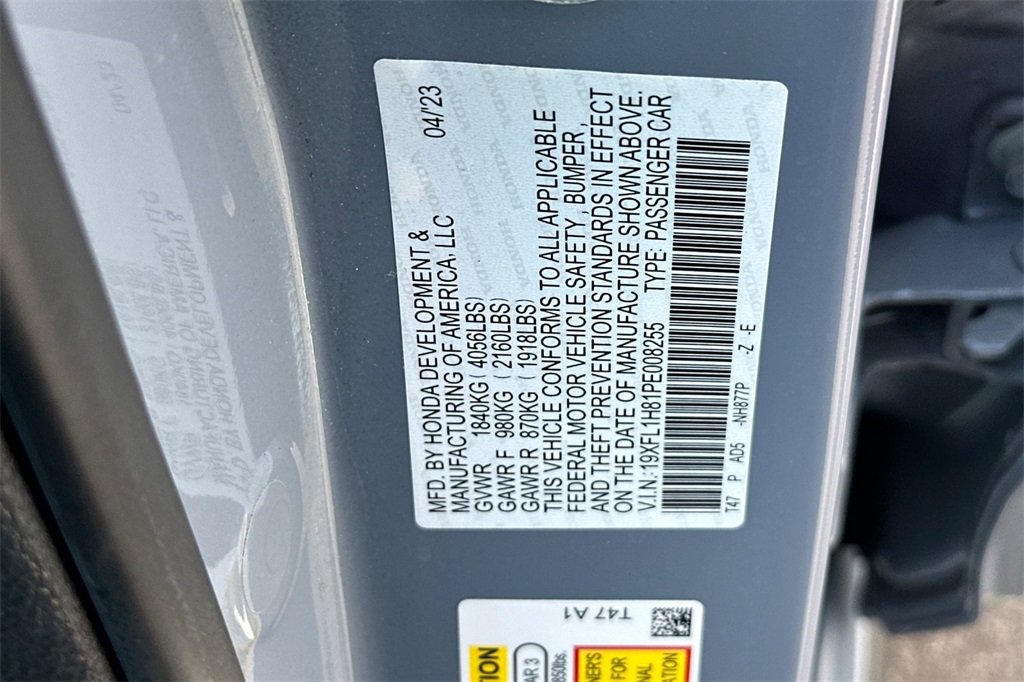 MFD. BY HONDA DEVELOPMENT & 04/'23
MANUFACTURING OF AMERICA, LLC
GVWR 1840KG (4056LBS)
GAWR F 980KG (2160LBS)
GAWR R 870KG (1918LBS)
THIS VEHICLE CONFORMS TO ALL APPLICABLE
FEDERAL MOTOR VEHICLE SAFETY, BUMPER,
AND THEFT PREVENTION STANDARDS IN EFFECT
ON THE DATE OF MANUFACTURE SHOWN ABOVE.
V.I.N.:19XFL1H81PE008255 TYPE: PASSENGER CAR
T47 P AD5 -NH877P -Z -E
T47 A1